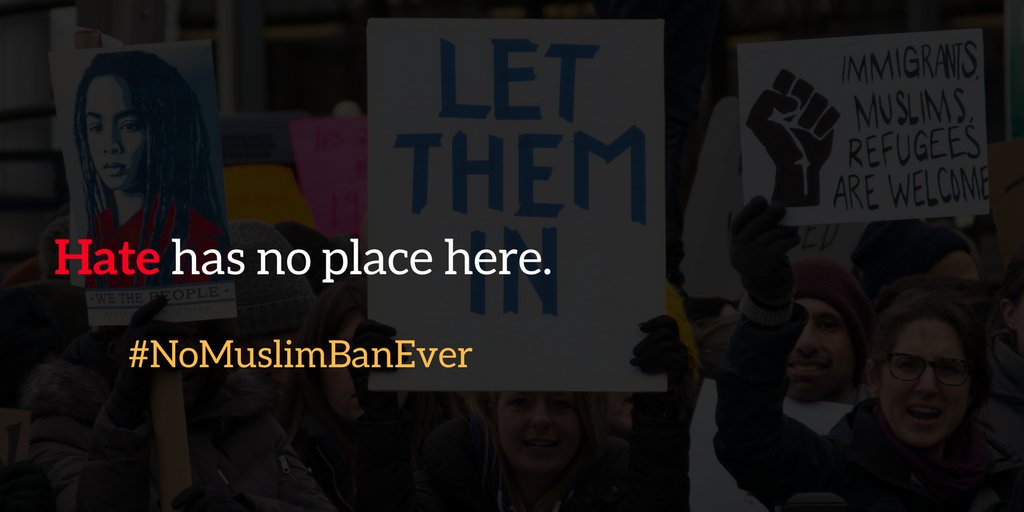 LET
THEM
IN
IMMIGRANTS,
MUSLIMS,
REFUGEES
ARE WELCOME
Hate has no place here.
WE THE PEOPLE
#NoMuslimBanEver